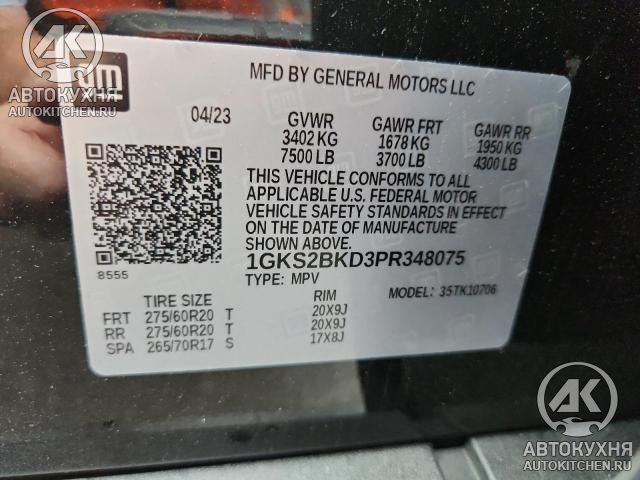 AK
АВТОКУХНЯ
AUTOKITCHEN.RU
gm
MFD BY GENERAL MOTORS LLC
04/23 GVWR GAWR FRT GAWR RR
3402 KG 1678 KG 1950 KG
7500 LB 3700 LB 4300 LB
THIS VEHICLE CONFORMS TO ALL
APPLICABLE U.S. FEDERAL MOTOR
VEHICLE SAFETY STANDARDS IN EFFECT
ON THE DATE OF MANUFACTURE
SHOWN ABOVE.
8555
1GKS2BKD3PR348075
TYPE: MPV MODEL: 35TK10706
TIRE SIZE RIM
FRT 275/60R20 T 20X9J
RR 275/60R20 T 20X9J
SPA 265/70R17 S 17X8J
AK
АВТОКУХНЯ
AUTOKITCHEN.RU